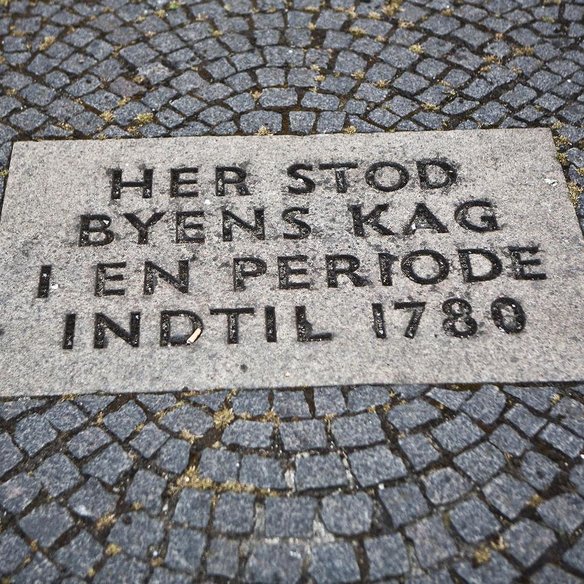 HER STOD
BYENS KAG
I EN PERIODE
INDTIL 1780